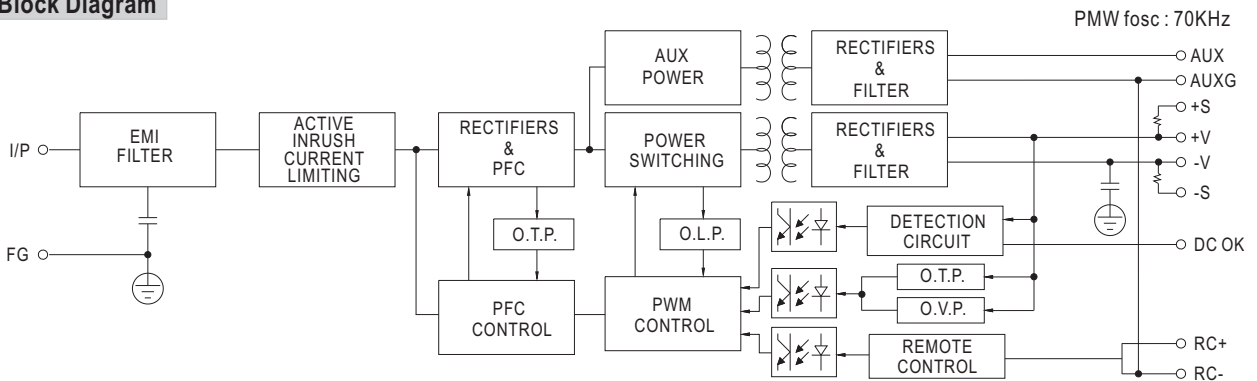 Block Diagram
PMW fosc : 70KHz
AUX
POWER
RECTIFIERS
&
FILTER
AUX
AUXG
+S
I/P
EMI
FILTER
ACTIVE
INRUSH
CURRENT
LIMITING
RECTIFIERS
&
PFC
POWER
SWITCHING
RECTIFIERS
&
FILTER
+V
-V
-S
FG
O.T.P.
O.L.P.
DETECTION
CIRCUIT
DC OK
PFC
CONTROL
PWM
CONTROL
O.T.P.
O.V.P.
REMOTE
CONTROL
RC+
RC-